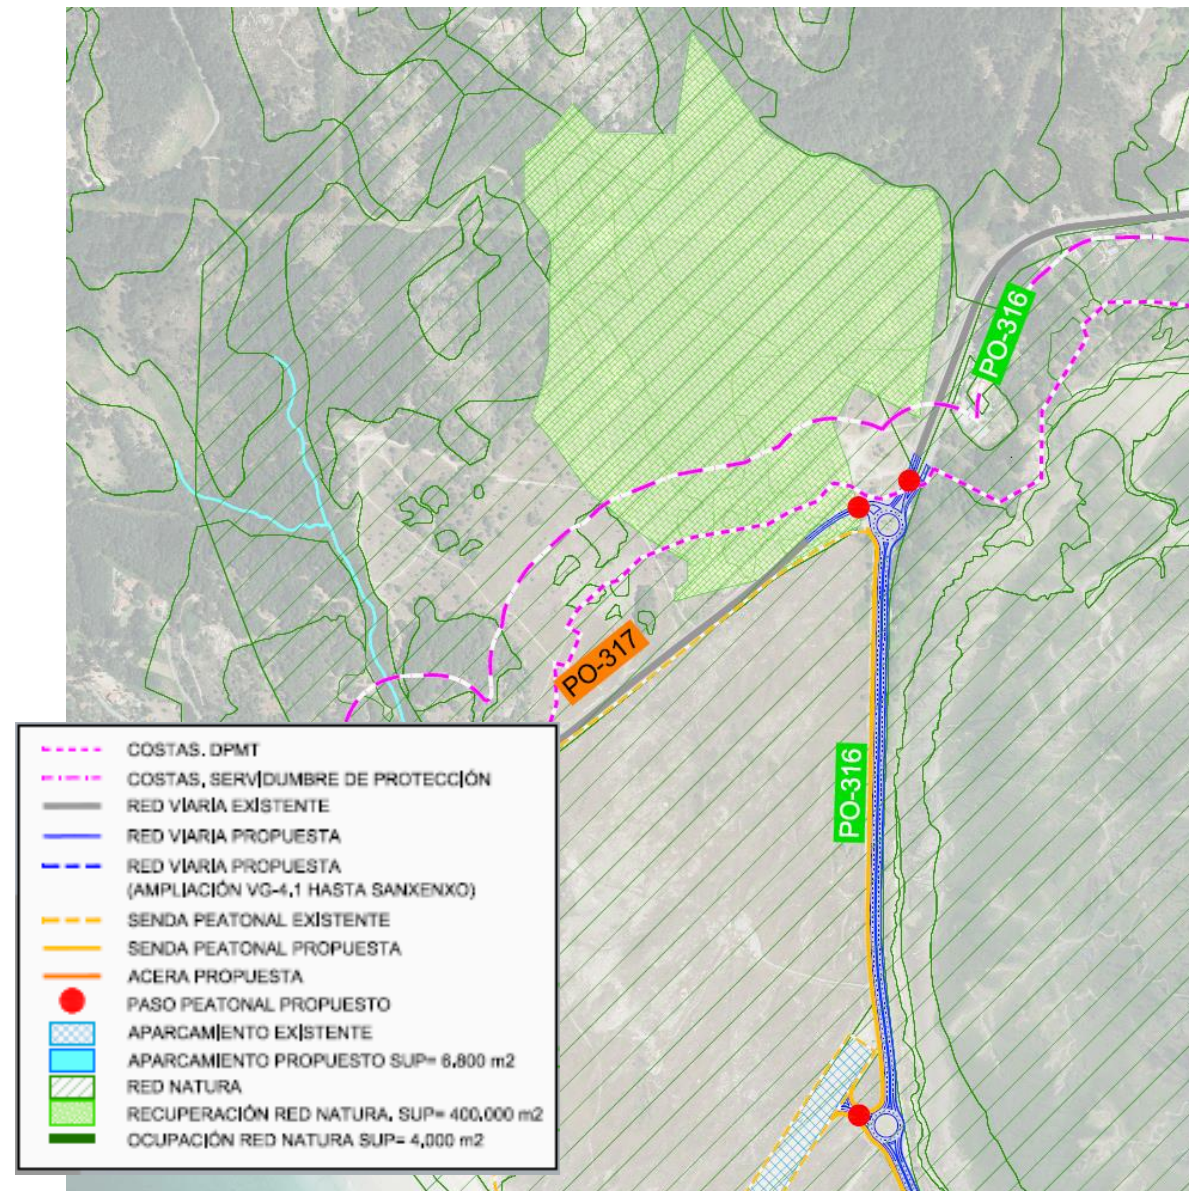 PO-316
PO-317
PO-316
COSTAS. DPMT
COSTAS, SERVIDUMBRE DE PROTECCIÓN
RED VIARIA EXISTENTE
RED VIARIA PROPUESTA
RED VIARIA PROPUESTA
(AMPLIACIÓN VG-4.1 HASTA SANXENXO)
SENDA PEATONAL EXISTENTE
SENDA PEATONAL PROPUESTA
ACERA PROPUESTA
PASO PEATONAL PROPUESTO
APARCAMIENTO EXISTENTE
APARCAMIENTO PROPUESTO SUP= 6.800 m2
RED NATURA
RECUPERACIÓN RED NATURA. SUP= 400.000 m2
OCUPACIÓN RED NATURA SUP= 4,000 m2